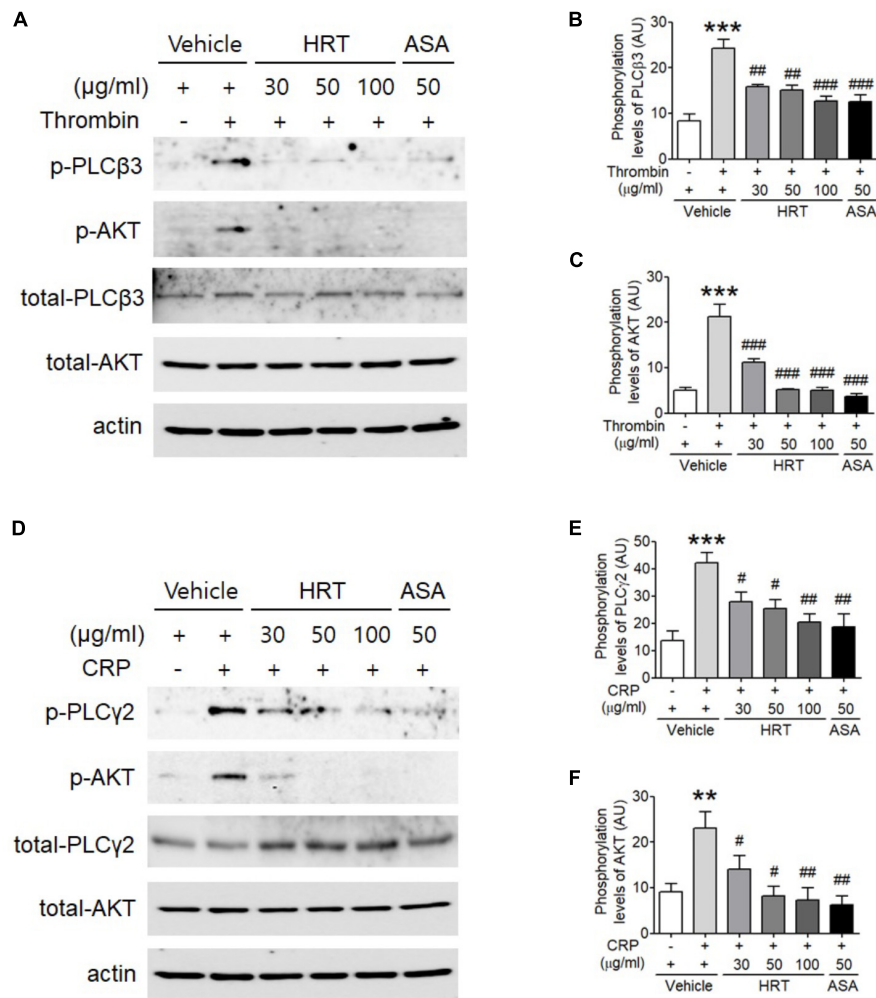 A
Vehicle HRT ASA
(μg/ml) + + 30 50 100 50
Thrombin - + + + + +
p-PLCβ3
p-AKT
total-PLCβ3
total-AKT
actin
B
Phosphorylation
levels of PLCβ3 (AU)
30
20
10
0
*** ## ## ### ###
Thrombin - + + + + +
(μg/ml) + + 30 50 100 50
Vehicle HRT ASA
C
Phosphorylation
levels of AKT (AU)
30
20
10
0
*** ### ### ### ###
Thrombin - + + + + +
(μg/ml) + + 30 50 100 50
Vehicle HRT ASA
D
Vehicle HRT ASA
(μg/ml) + + 30 50 100 50
CRP - + + + + +
p-PLCγ2
p-AKT
total-PLCγ2
total-AKT
actin
E
Phosphorylation
levels of PLCγ2 (AU)
50
40
30
20
10
0
*** # # ## ##
CRP - + + + + +
(μg/ml) + + 30 50 100 50
Vehicle HRT ASA
F
Phosphorylation
levels of AKT (AU)
30
20
10
0
** # # ## ##
CRP - + + + + +
(μg/ml) + + 30 50 100 50
Vehicle HRT ASA